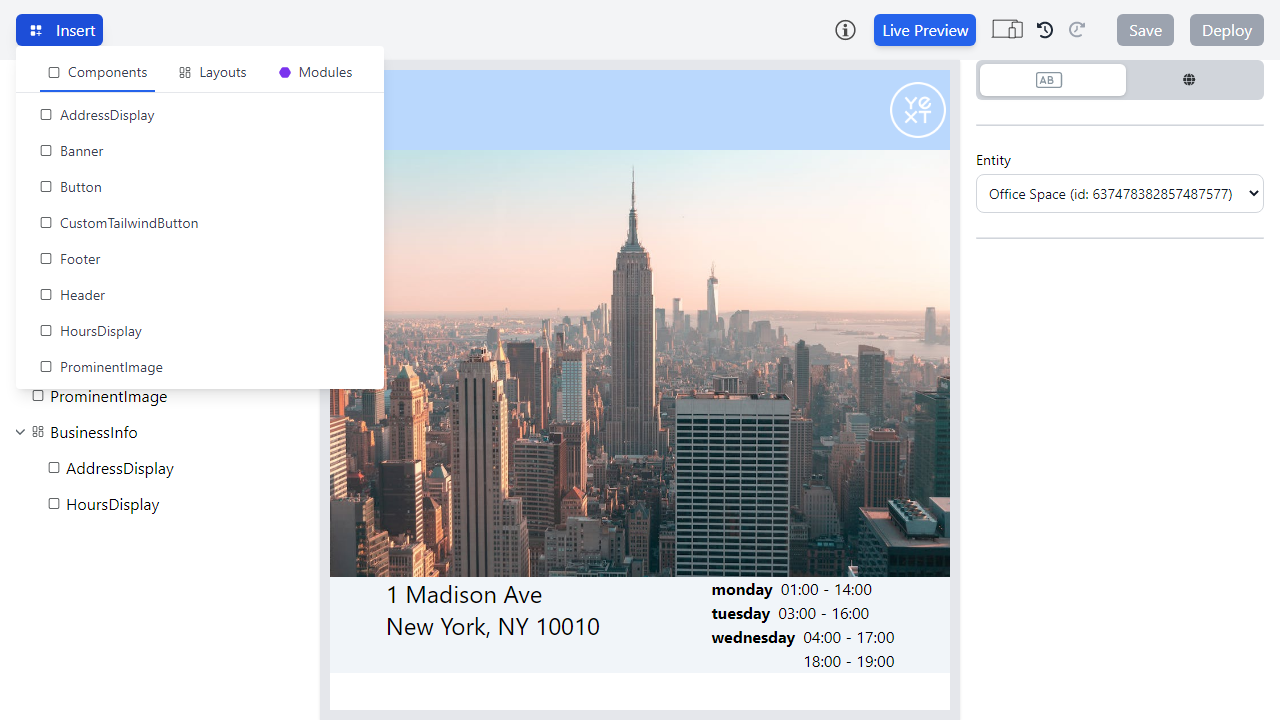 Insert
Live Preview
Save
Deploy
Components
Layouts
Modules
AddressDisplay
Banner
Button
CustomTailwindButton
Footer
Header
HoursDisplay
ProminentImage
ProminentImage
BusinessInfo
AddressDisplay
HoursDisplay
YEXT
1 Madison Ave
New York, NY 10010
monday 01:00 - 14:00
tuesday 03:00 - 16:00
wednesday 04:00 - 17:00
18:00 - 19:00
AB
Entity
Office Space (id: 637478382857487577)